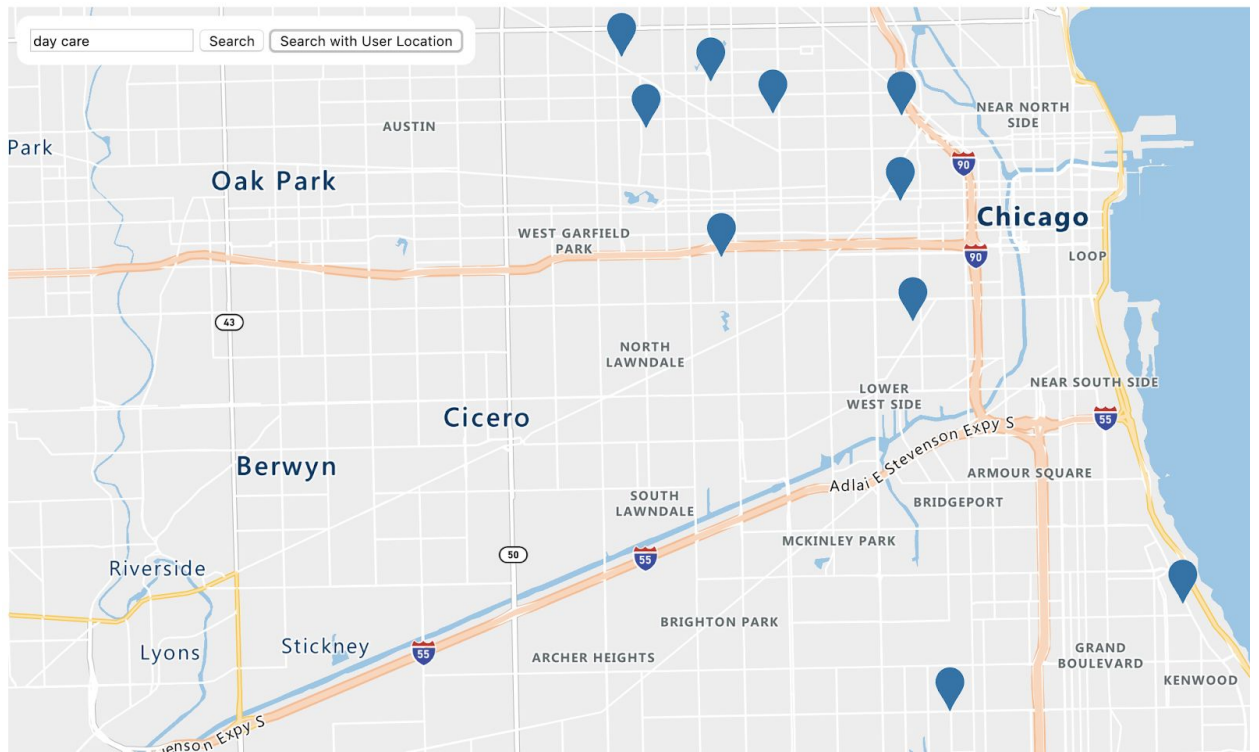 day care
Search
Search with User Location
NEAR NORTH
SIDE
AUSTIN
Park
90
Oak Park
Chicago
WEST GARFIELD
PARK
LOOP
90
43
NORTH
LAWNDALE
NEAR SOUTH SIDE
LOWER
WEST SIDE
Cicero
55
Adlai E Stevenson Expy S
Berwyn
ARMOUR SQUARE
SOUTH
LAWNDALE
BRIDGEPORT
MCKINLEY PARK
50
55
Riverside
BRIGHTON PARK
Stickney
Lyons
55
ARCHER HEIGHTS
GRAND
BOULEVARD
KENWOOD
enson Expy S